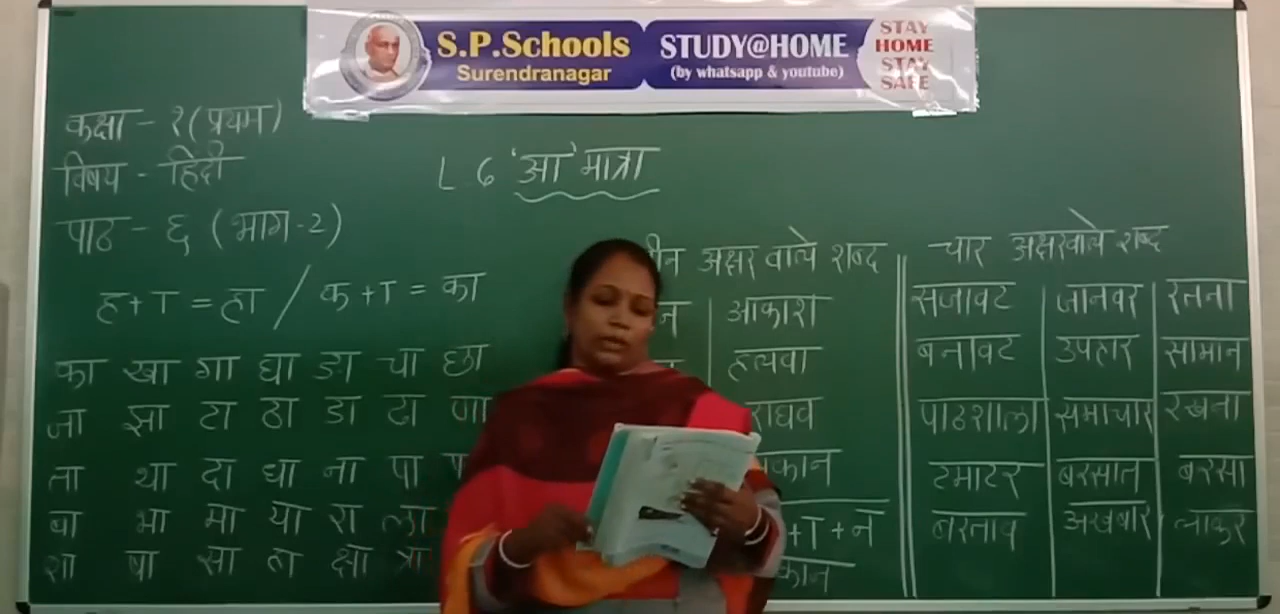 S.P.Schools
Surendranagar
STUDY@HOME
(by whatsapp & youtube)
STAY
HOME
STAY
SAFE
कक्षा - १ (प्रथम)
विषय - हिंदी
पाठ - ६ (भाग-2)
L 6 'आ' मात्रा
ह + ा = हा / क + ा = का
का खा गा घा ङा चा छा
जा झा टा ठा डा ढा णा
ता था दा धा ना पा
बा भा मा या रा ला
शा षा सा हा क्षा त्रा
अक्षर वाले शब्द
आकाश
हलवा
राघव
+ ा + न
चार अक्षरवाले शब्द
सजावट जानवर रतना
बनावट उपहार सामान
पाठशाला समाचार रखना
टमाटर बरसात बरसा
बरताव अखबार लाकर